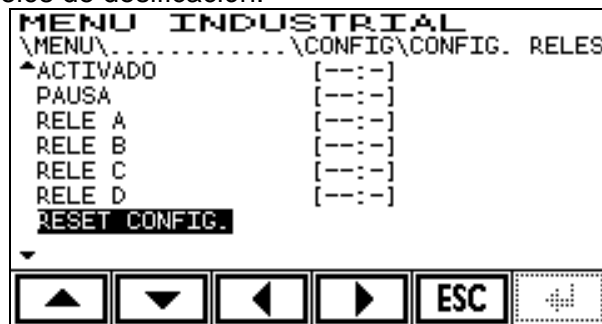 MENU INDUSTRIAL
\MENU\.............\CONFIG\CONFIG. RELES
ACTIVADO [--:-]
PAUSA [--:-]
RELE A [--:-]
RELE B [--:-]
RELE C [--:-]
RELE D [--:-]
RESET CONFIG.
ESC